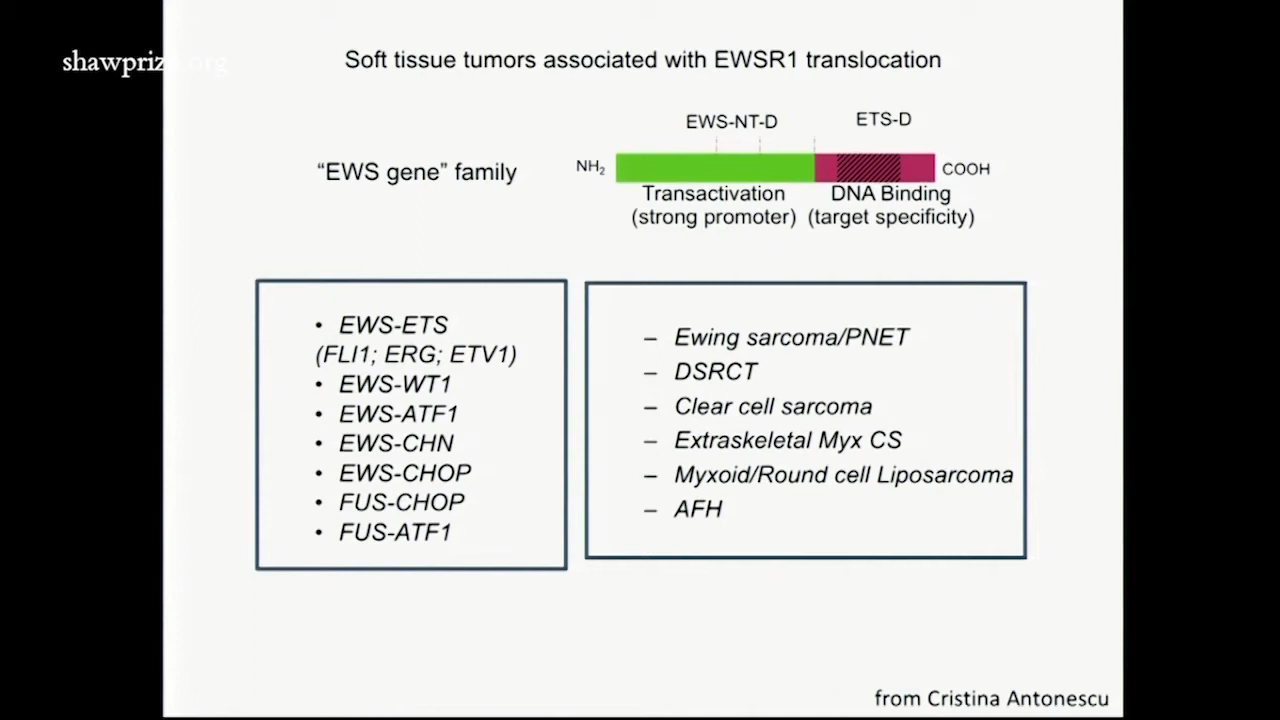 shawprize.org
Soft tissue tumors associated with EWSR1 translocation
EWS-NT-D
ETS-D
“EWS gene” family
NH₂
COOH
Transactivation
(strong promoter)
DNA Binding
(target specificity)
• EWS-ETS
(FLI1; ERG; ETV1)
• EWS-WT1
• EWS-ATF1
• EWS-CHN
• EWS-CHOP
• FUS-CHOP
• FUS-ATF1
– Ewing sarcoma/PNET
– DSRCT
– Clear cell sarcoma
– Extraskeletal Myx CS
– Myxoid/Round cell Liposarcoma
– AFH
from Cristina Antonescu